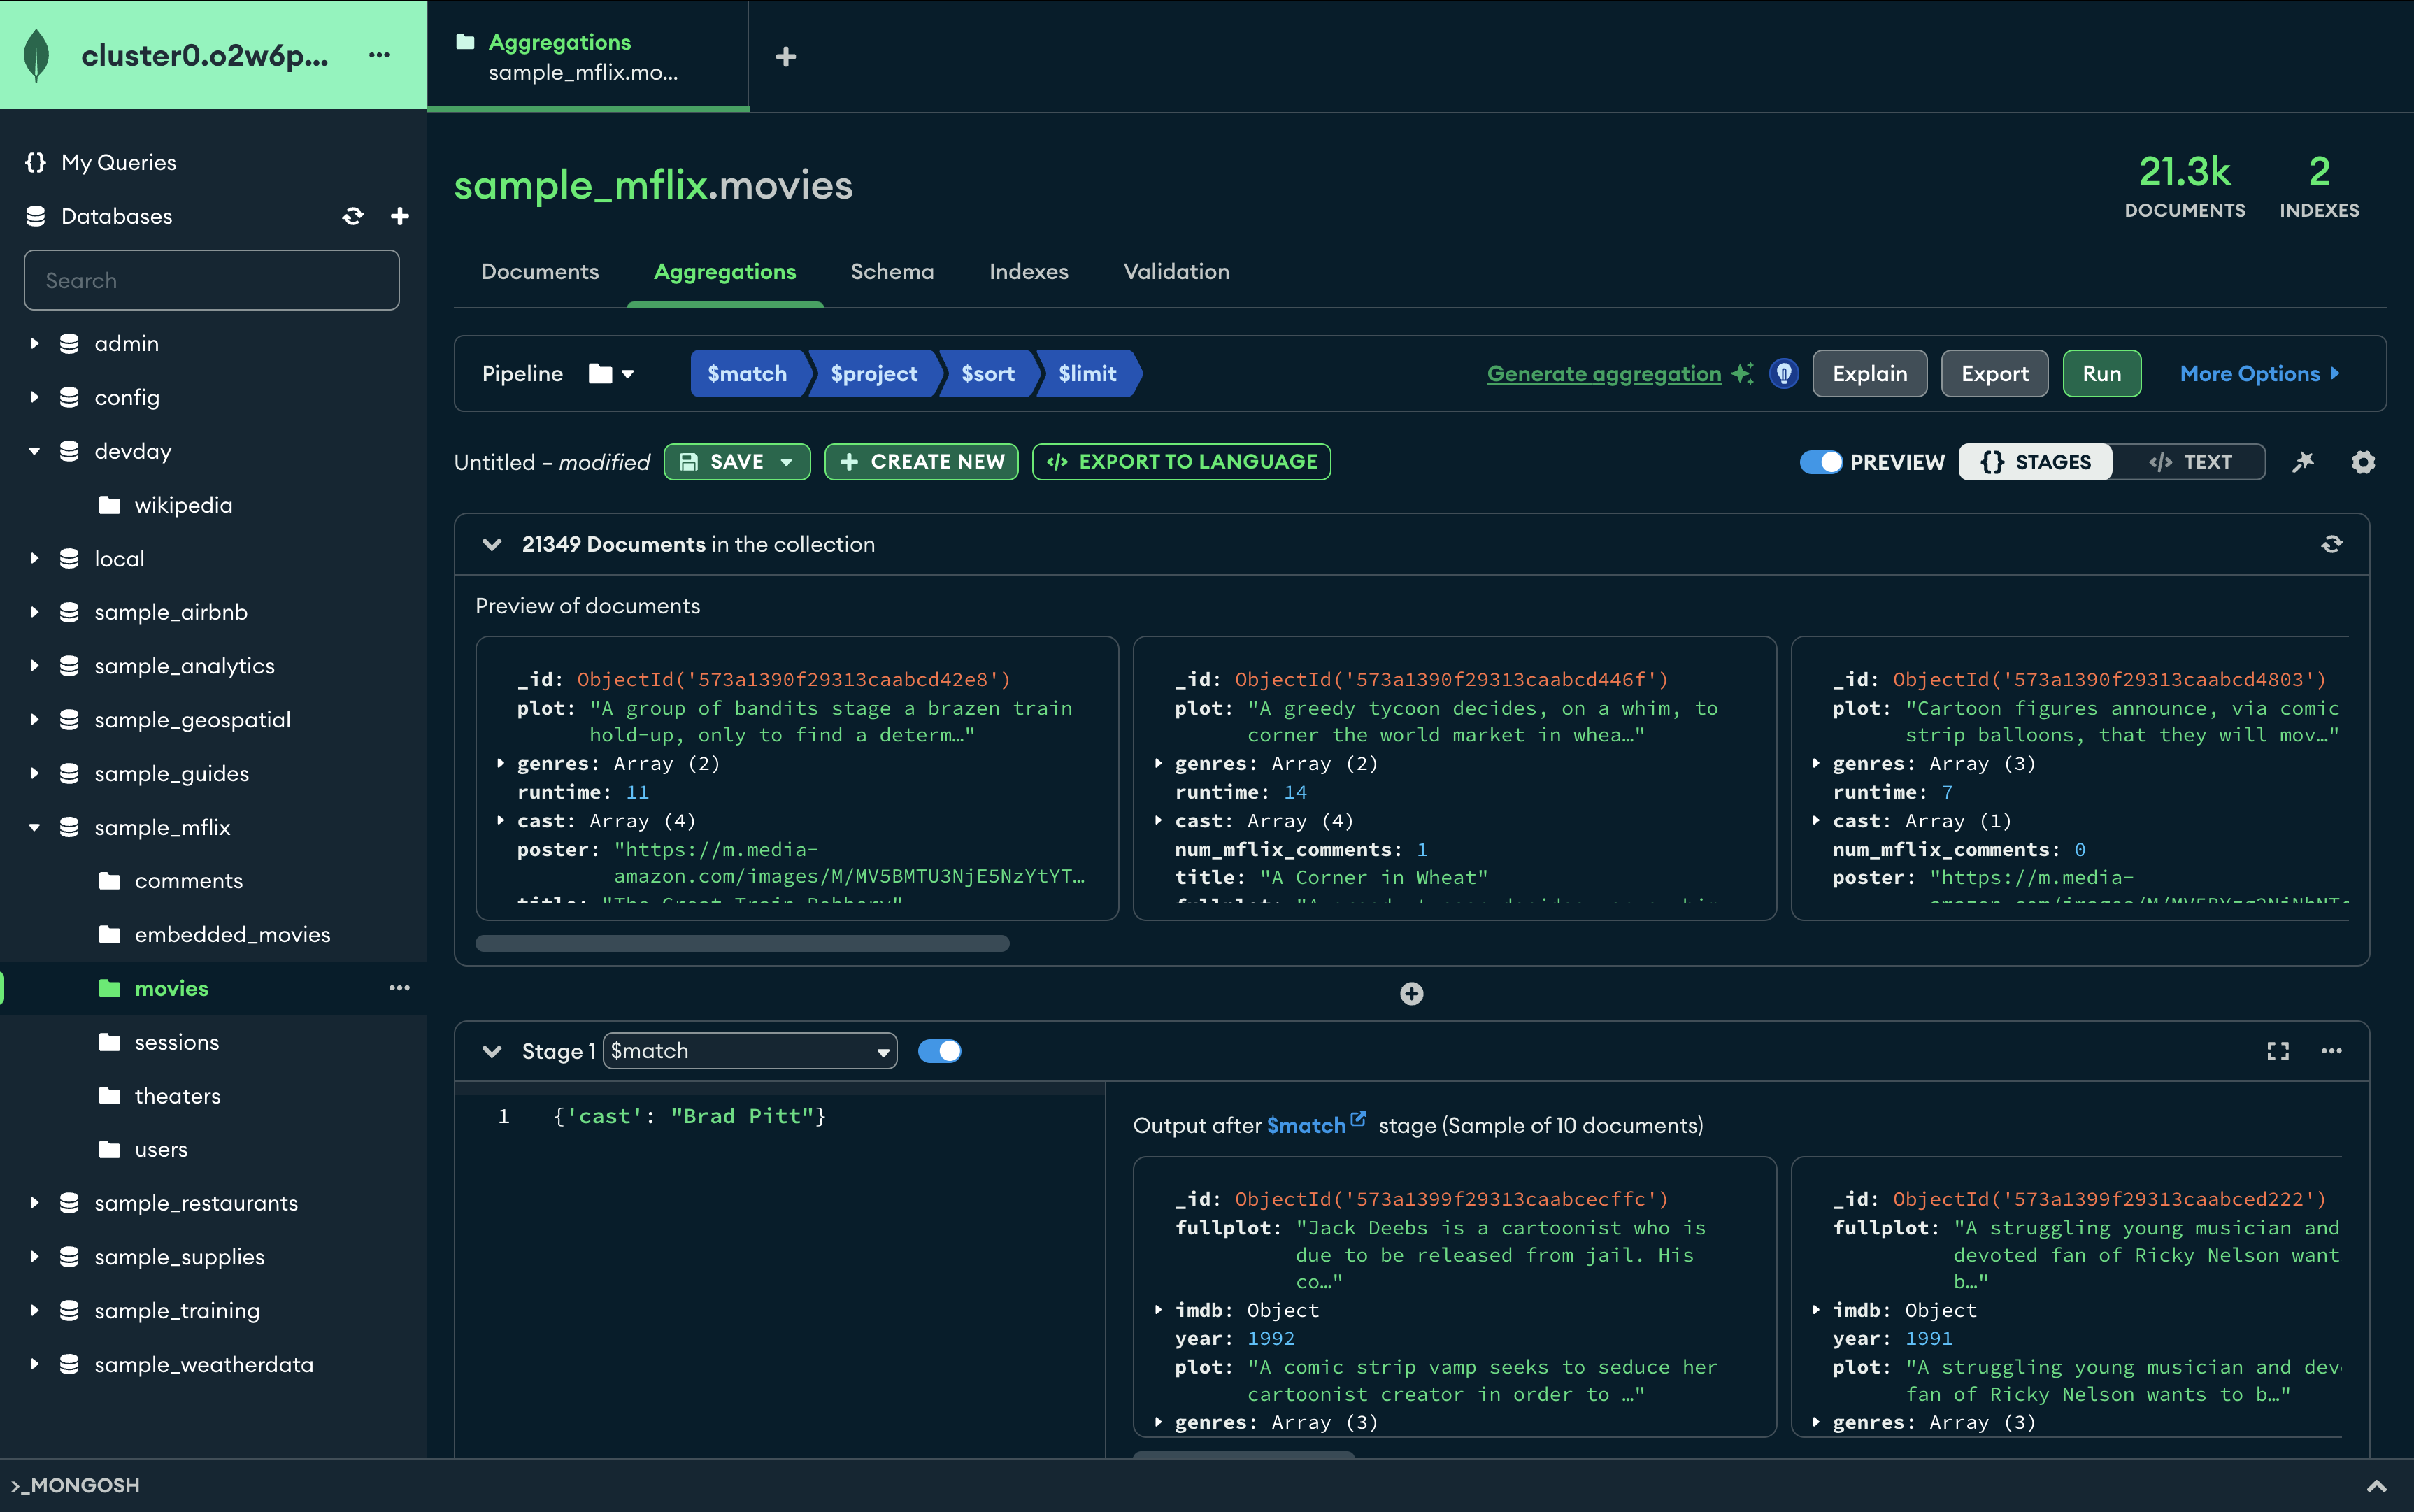 cluster0.o2w6p...
My Queries
Databases
Search
admin
config
devday
wikipedia
local
sample_airbnb
sample_analytics
sample_geospatial
sample_guides
sample_mflix
comments
embedded_movies
movies
sessions
theaters
users
sample_restaurants
sample_supplies
sample_training
sample_weatherdata
Aggregations
sample_mflix.mo...
sample_mflix.movies
21.3k
DOCUMENTS
2
INDEXES
Documents Aggregations Schema Indexes Validation
Pipeline $match $project $sort $limit Generate aggregation Explain Export Run More Options
Untitled – modified SAVE CREATE NEW </> EXPORT TO LANGUAGE PREVIEW {} STAGES </> TEXT
21349 Documents in the collection
Preview of documents
_id: ObjectId('573a1390f29313caabcd42e8')
plot: "A group of bandits stage a brazen train
hold-up, only to find a determ…"
genres: Array (2)
runtime: 11
cast: Array (4)
poster: "https://m.media-
amazon.com/images/M/MV5BMTU3NjE5NzYtYT…
title: "The Great Train Robbery"
_id: ObjectId('573a1390f29313caabcd446f')
plot: "A greedy tycoon decides, on a whim, to
corner the world market in whea…"
genres: Array (2)
runtime: 14
cast: Array (4)
num_mflix_comments: 1
title: "A Corner in Wheat"
_id: ObjectId('573a1390f29313caabcd4803')
plot: "Cartoon figures announce, via comic
strip balloons, that they will mov…"
genres: Array (3)
runtime: 7
cast: Array (1)
num_mflix_comments: 0
poster: "https://m.media-
Stage 1 $match
1 {'cast': "Brad Pitt"}
Output after $match stage (Sample of 10 documents)
_id: ObjectId('573a1399f29313caabcecffc')
fullplot: "Jack Deebs is a cartoonist who is
due to be released from jail. His
co…"
imdb: Object
year: 1992
plot: "A comic strip vamp seeks to seduce her
cartoonist creator in order to …"
genres: Array (3)
_id: ObjectId('573a1399f29313caabced222')
fullplot: "A struggling young musician and
devoted fan of Ricky Nelson want
b…"
imdb: Object
year: 1991
plot: "A struggling young musician and dev
fan of Ricky Nelson wants to b…"
genres: Array (3)
>_MONGOSH